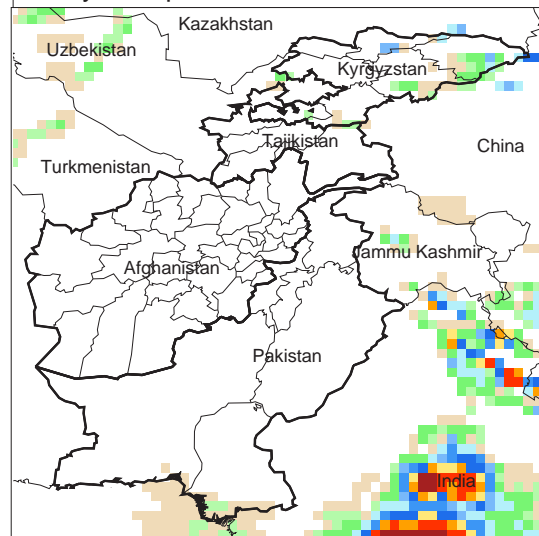 Kazakhstan
Uzbekistan
Kyrgyzstan
Tajikistan
China
Turkmenistan
Jammu Kashmir
Afghanistan
Pakistan
India